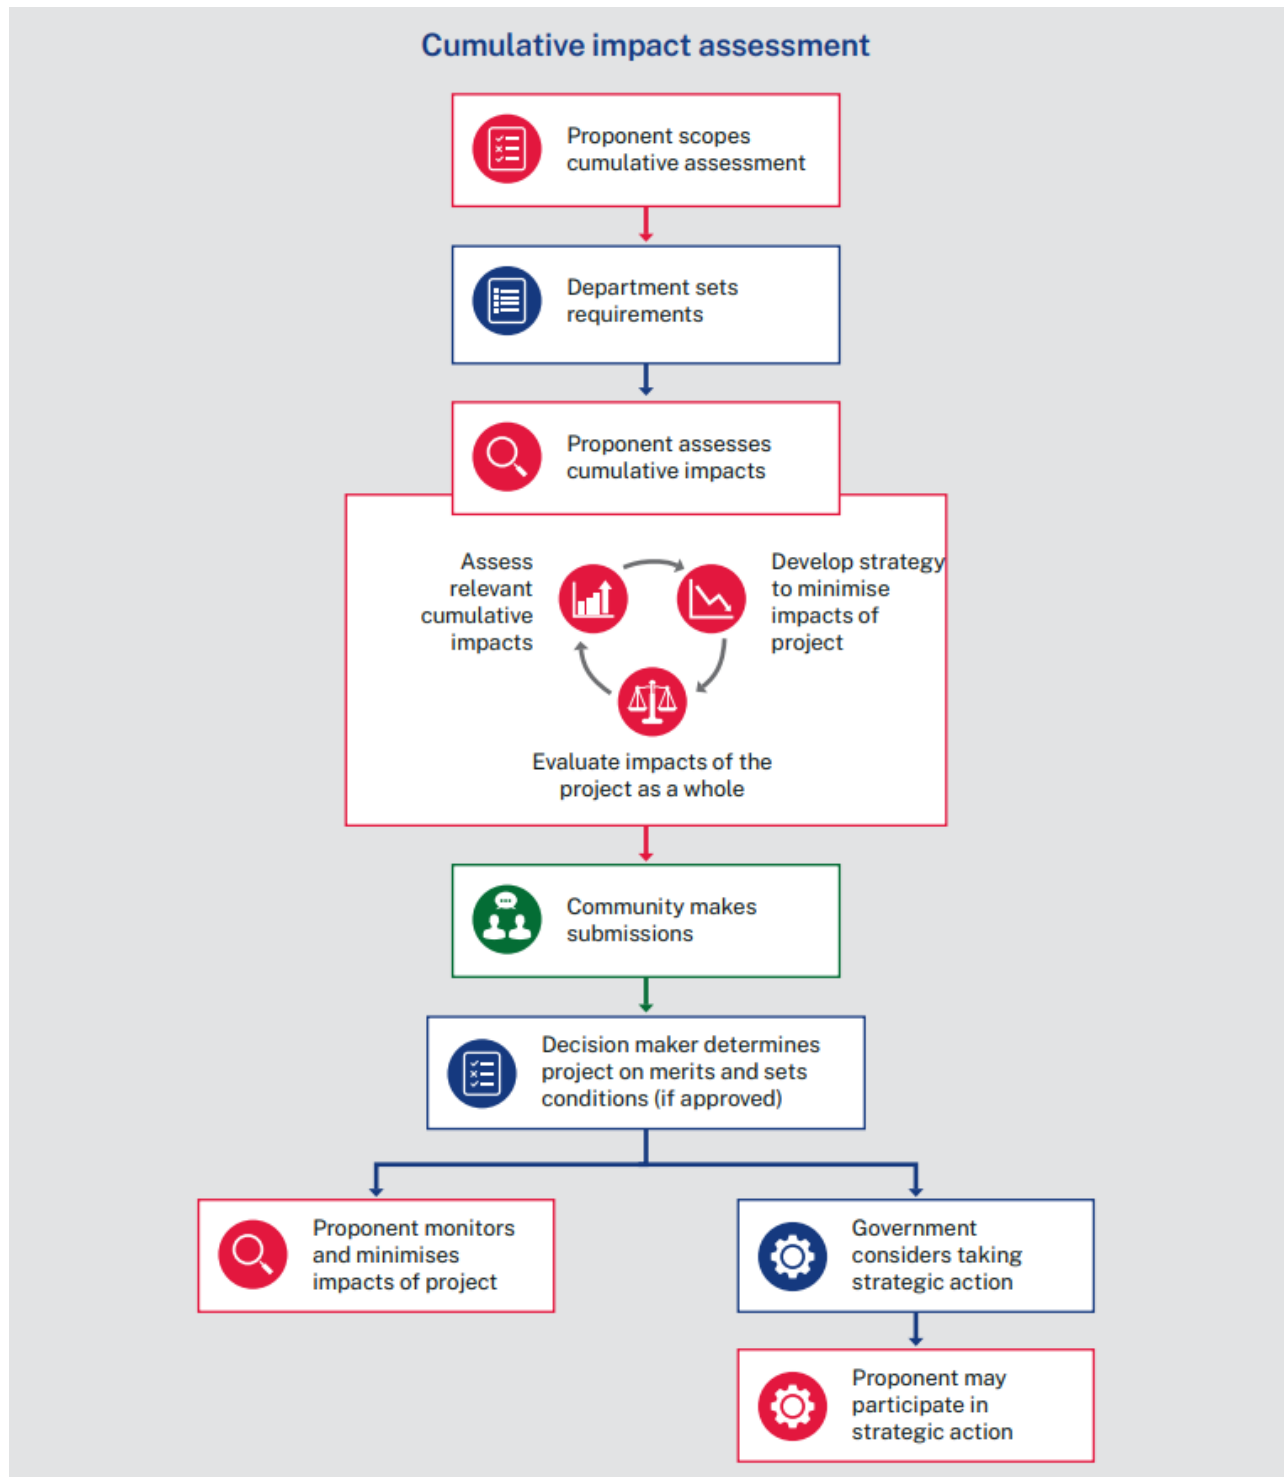 Cumulative impact assessment
Proponent scopes
cumulative assessment
Department sets
requirements
Proponent assesses
cumulative impacts
Assess
relevant
cumulative
impacts
Develop strategy
to minimise
impacts of
project
Evaluate impacts of the
project as a whole
Community makes
submissions
Decision maker determines
project on merits and sets
conditions (if approved)
Proponent monitors
and minimises
impacts of project
Government
considers taking
strategic action
Proponent may
participate in
strategic action